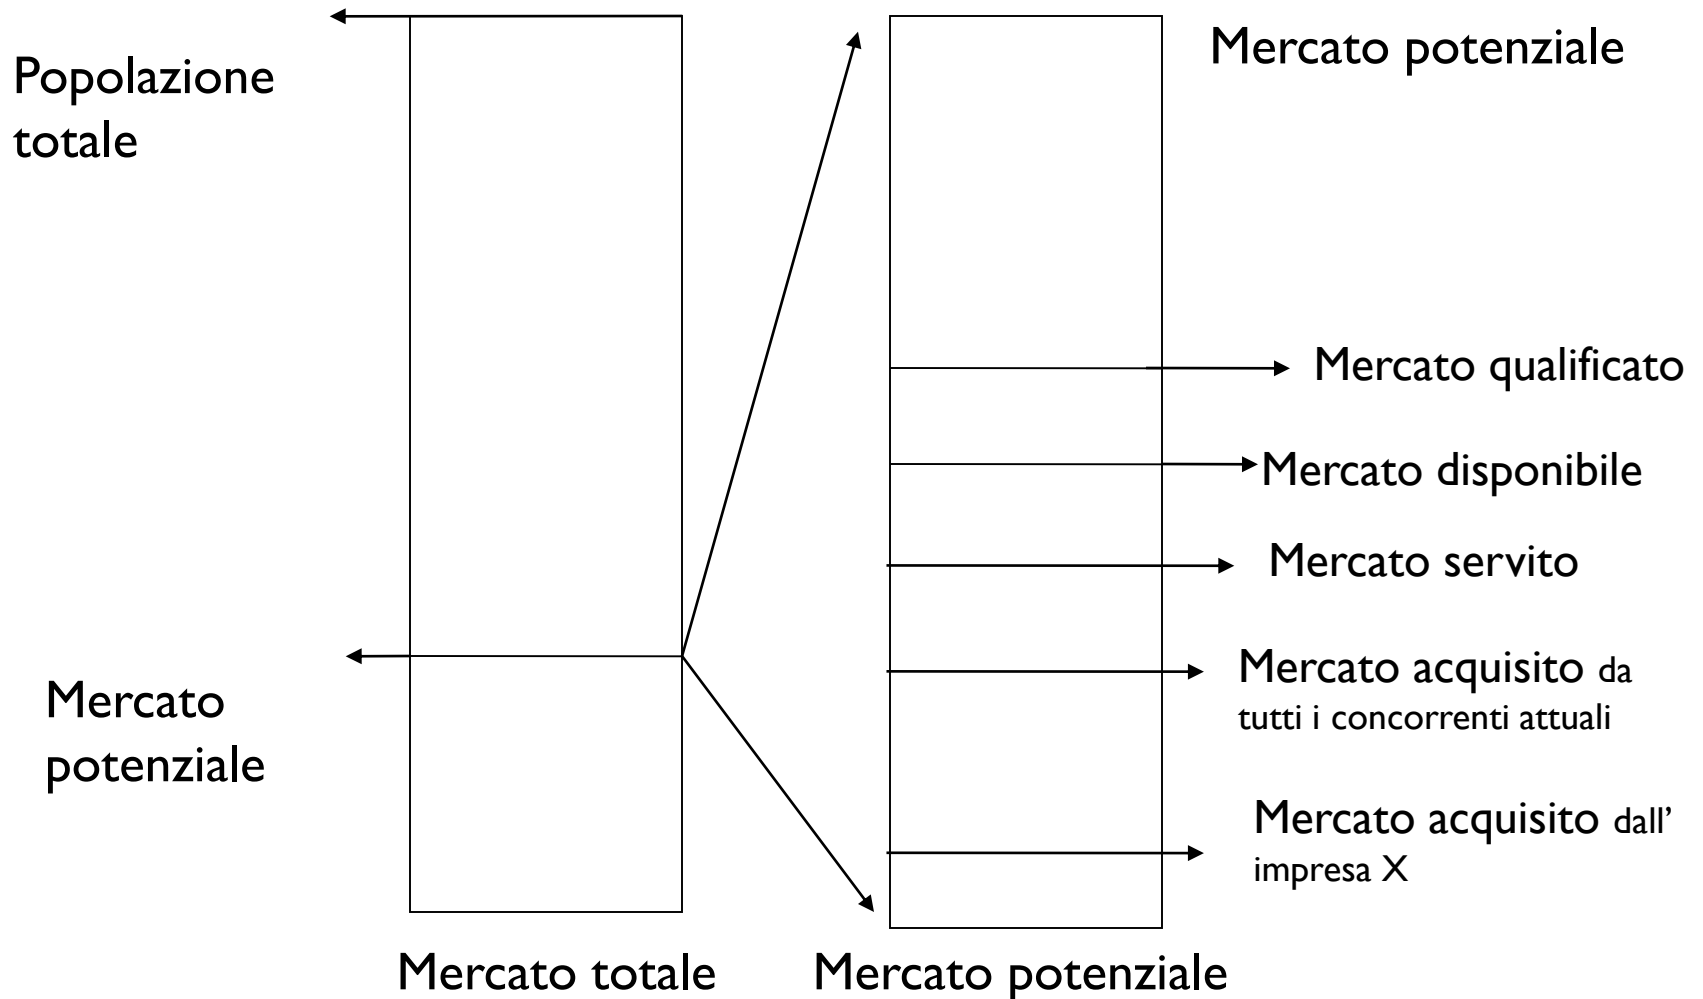 Popolazione
totale
Mercato potenziale
Mercato qualificato
Mercato disponibile
Mercato servito
Mercato
potenziale
Mercato acquisito da
tutti i concorrenti attuali
Mercato acquisito dall’
impresa X
Mercato totale
Mercato potenziale